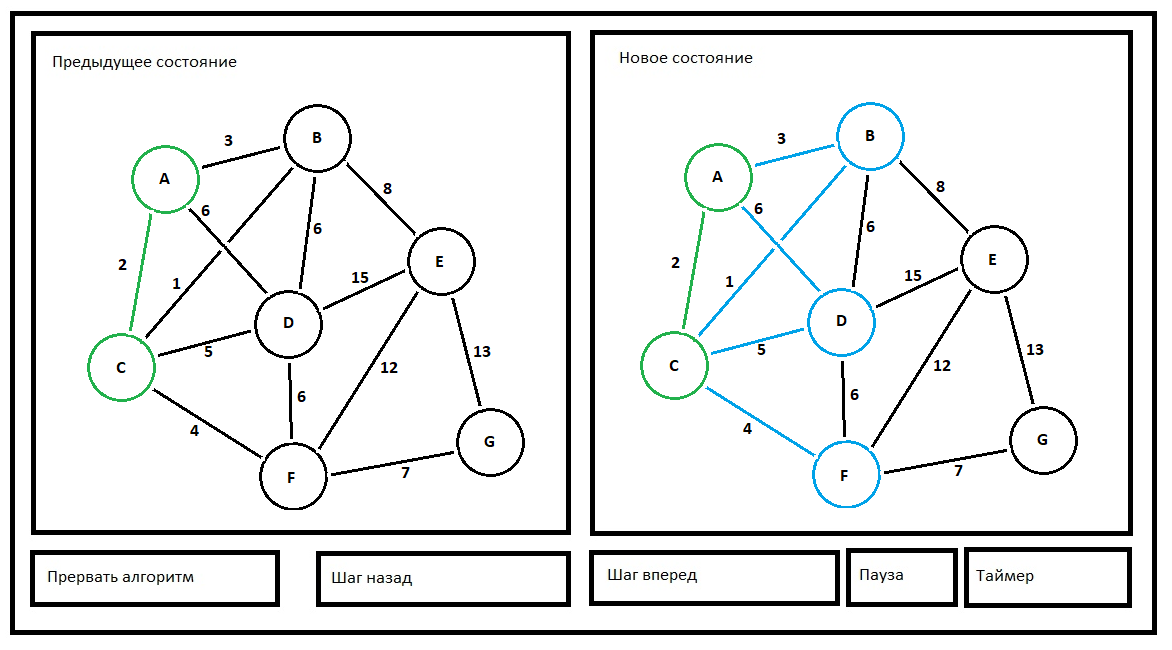 Предыдущее состояние
3
B
A
8
6
6
2
E
1
15
D
5
13
C
12
6
4
G
7
F
Новое состояние
3
B
A
8
6
6
2
E
1
15
D
5
13
C
12
6
4
G
7
F
Прервать алгоритм
Шаг назад
Шаг вперед
Пауза
Таймер